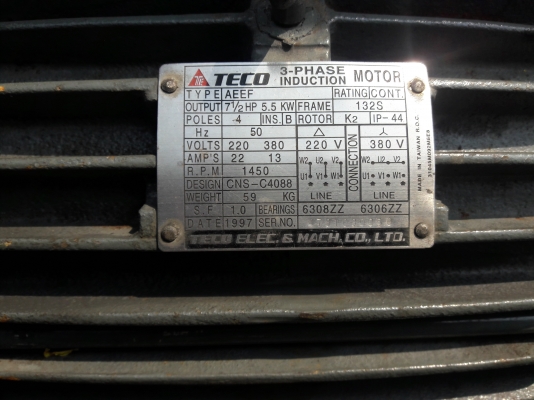 TECO 3-PHASE INDUCTION MOTOR
TYPE AEEF RATING CONT.
OUTPUT 7½ HP 5.5 KW FRAME 132S
POLES 4 INS. B ROTOR K2 IP-44
Hz 50 △ CONNECTION 人
VOLTS 220 380 220 V 380 V
AMP'S 22 13 W2 U2 V2 W2 U2 V2
R.P.M 1450 U1 V1 W1 U1 V1 W1
DESIGN CNS-C4088 LINE LINE
WEIGHT 59 KG
S.F 1.0 BEARINGS 6308ZZ 6306ZZ
DATE 1997 SER NO.
TECO ELEC. & MACH. CO., LTD.
MADE IN TAIWAN R.O.C.